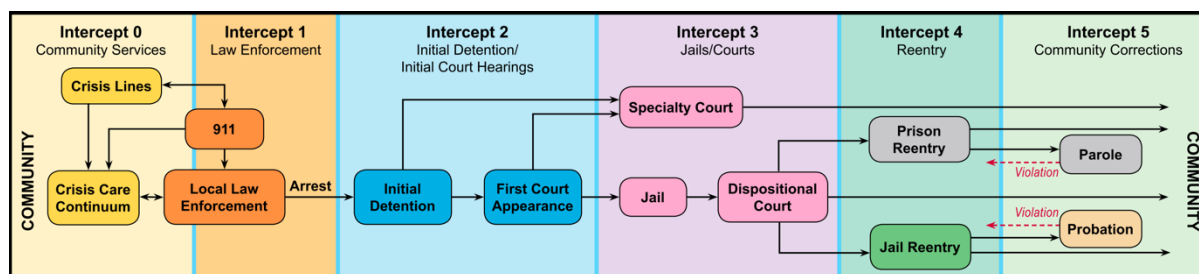 Intercept 0
Community Services
Intercept 1
Law Enforcement
Intercept 2
Initial Detention/
Initial Court Hearings
Intercept 3
Jails/Courts
Intercept 4
Reentry
Intercept 5
Community Corrections
COMMUNITY
Crisis Lines
911
Crisis Care
Continuum
Local Law
Enforcement
Arrest
Initial
Detention
First Court
Appearance
Specialty Court
Jail
Dispositional
Court
Prison
Reentry
Parole
Violation
Jail Reentry
Violation
Probation
COMMUNITY